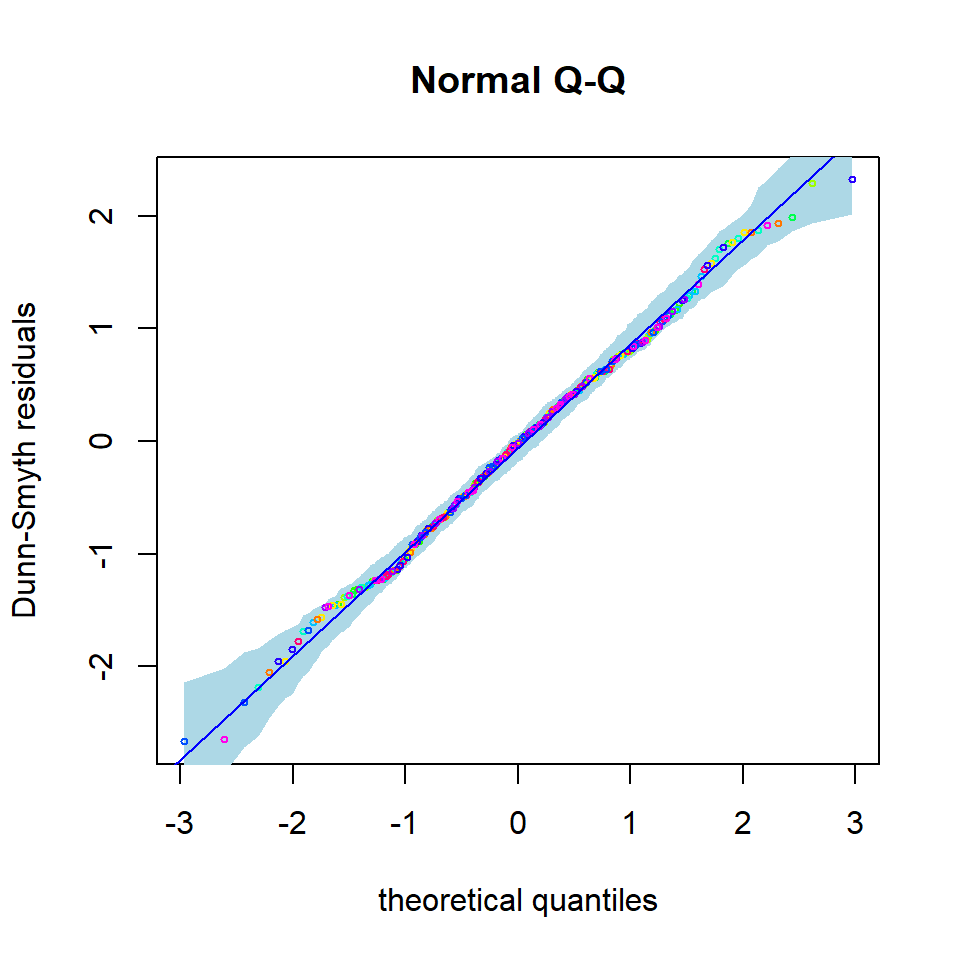 Normal Q-Q
Dunn-Smyth residuals
2
1
0
-1
-2
-3 -2 -1 0 1 2 3
theoretical quantiles